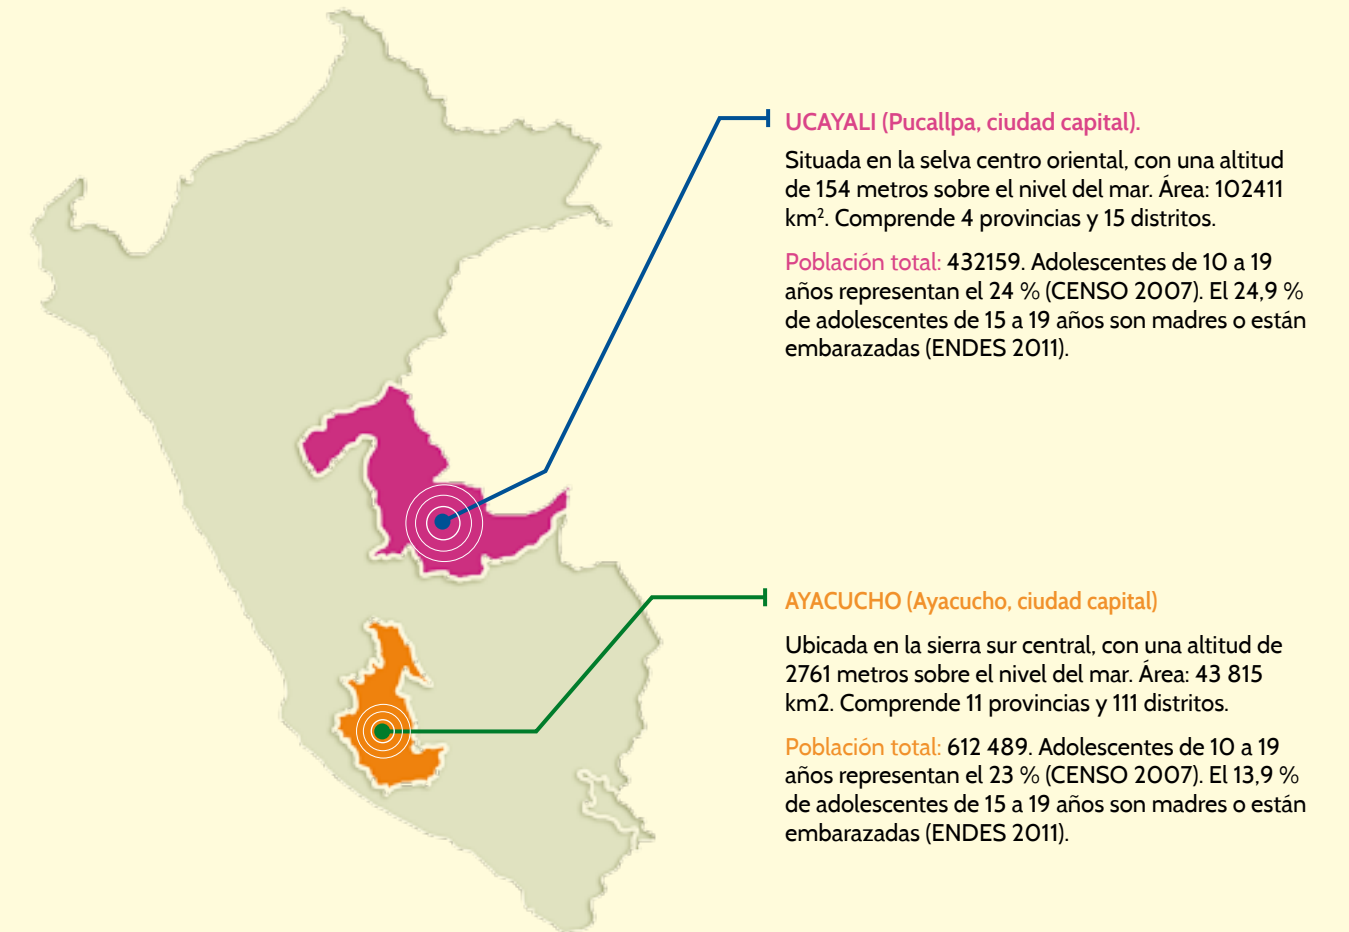 UCAYALI (Pucallpa, ciudad capital).
Situada en la selva centro oriental, con una altitud
de 154 metros sobre el nivel del mar. Área: 102411
km². Comprende 4 provincias y 15 distritos.
Población total: 432159. Adolescentes de 10 a 19
años representan el 24 % (CENSO 2007). El 24,9 %
de adolescentes de 15 a 19 años son madres o están
embarazadas (ENDES 2011).
AYACUCHO (Ayacucho, ciudad capital)
Ubicada en la sierra sur central, con una altitud de
2761 metros sobre el nivel del mar. Área: 43 815
km2. Comprende 11 provincias y 111 distritos.
Población total: 612 489. Adolescentes de 10 a 19
años representan el 23 % (CENSO 2007). El 13,9 %
de adolescentes de 15 a 19 años son madres o están
embarazadas (ENDES 2011).